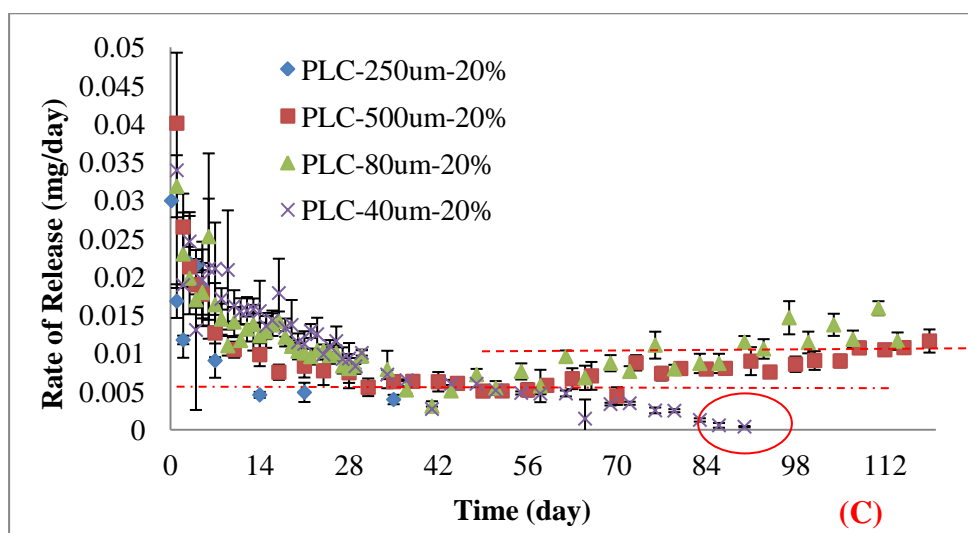 0.05
0.045
0.04
0.035
0.03
0.025
0.02
0.015
0.01
0.005
0
Rate of Release (mg/day)
PLC-250um-20%
PLC-500um-20%
PLC-80um-20%
PLC-40um-20%
0 14 28 42 56 70 84 98 112
Time (day)
(C)